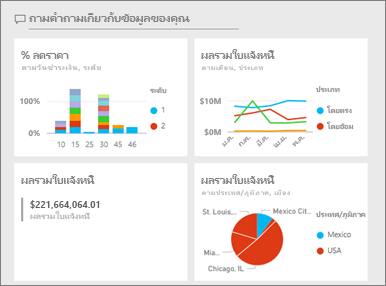 ถามคำถามเกี่ยวกับข้อมูลของคุณ
% ลดราคา
ตามวันชำระเงิน, ระดับ
ระดับ
100%
1
2
0%
10 15 25 30 45 46
ผลรวมใบแจ้งหนี้
ตามเดือน, ประเภท
ประเภท
$10M
โดยตรง
โดยอ้อม
$0M
ม.ค. ก.พ. มี.ค. เม.ย. พ.ค.
ผลรวมใบแจ้งหนี้
$221,664,064.01
ผลรวมใบแจ้งหนี้
ผลรวมใบแจ้งหนี้
ตามประเทศ/ภูมิภาค, เมือง
St. Louis... Mexico Cit...
ประเทศ/ภูมิภาค
Mexico
USA
Mia...
Chicago, IL